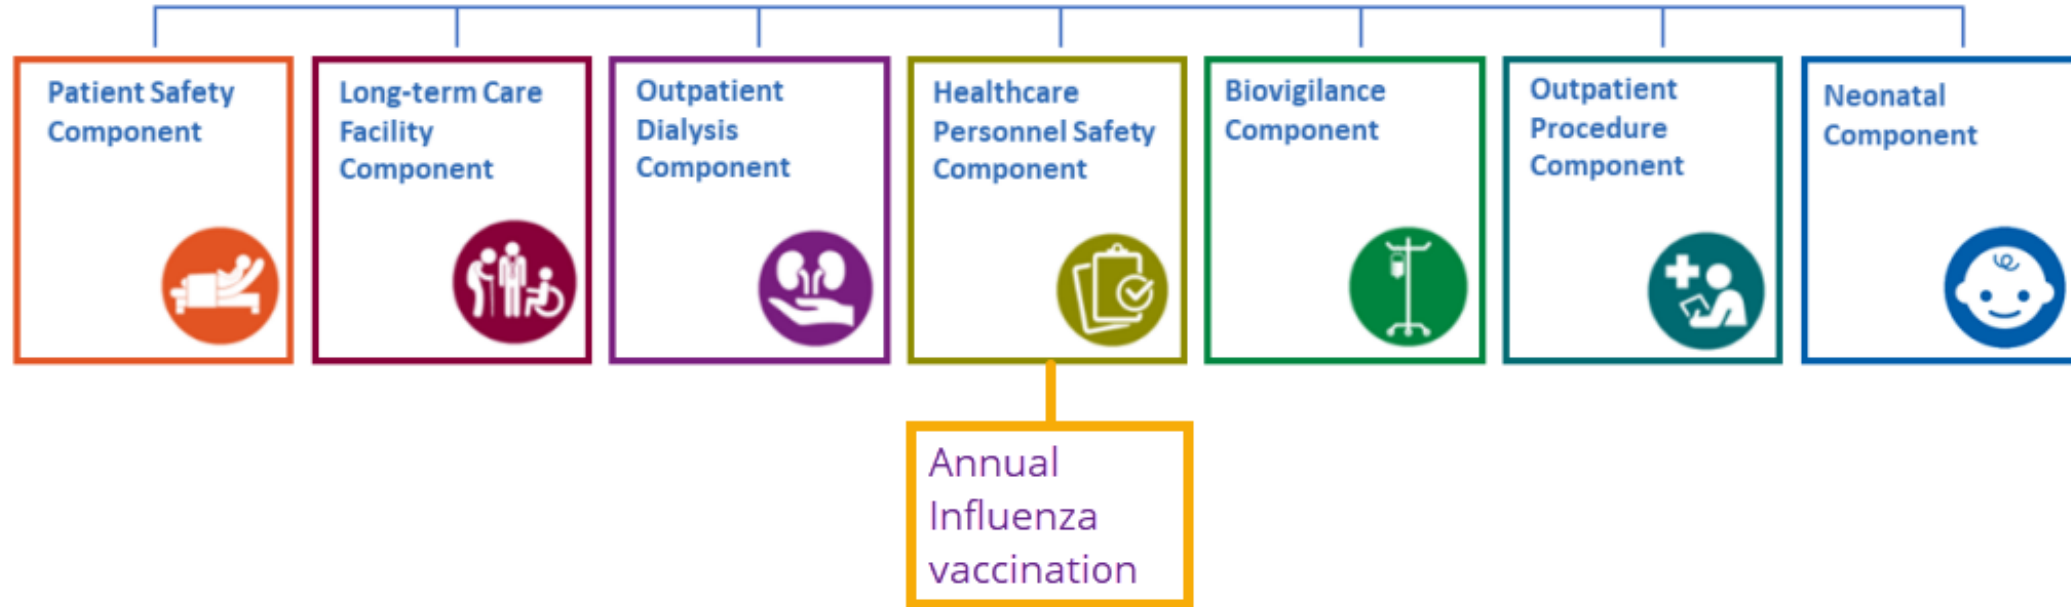 Patient Safety
Component
Long-term Care
Facility
Component
Outpatient
Dialysis
Component
Healthcare
Personnel Safety
Component
Biovigilance
Component
Outpatient
Procedure
Component
Neonatal
Component
Annual
Influenza
vaccination